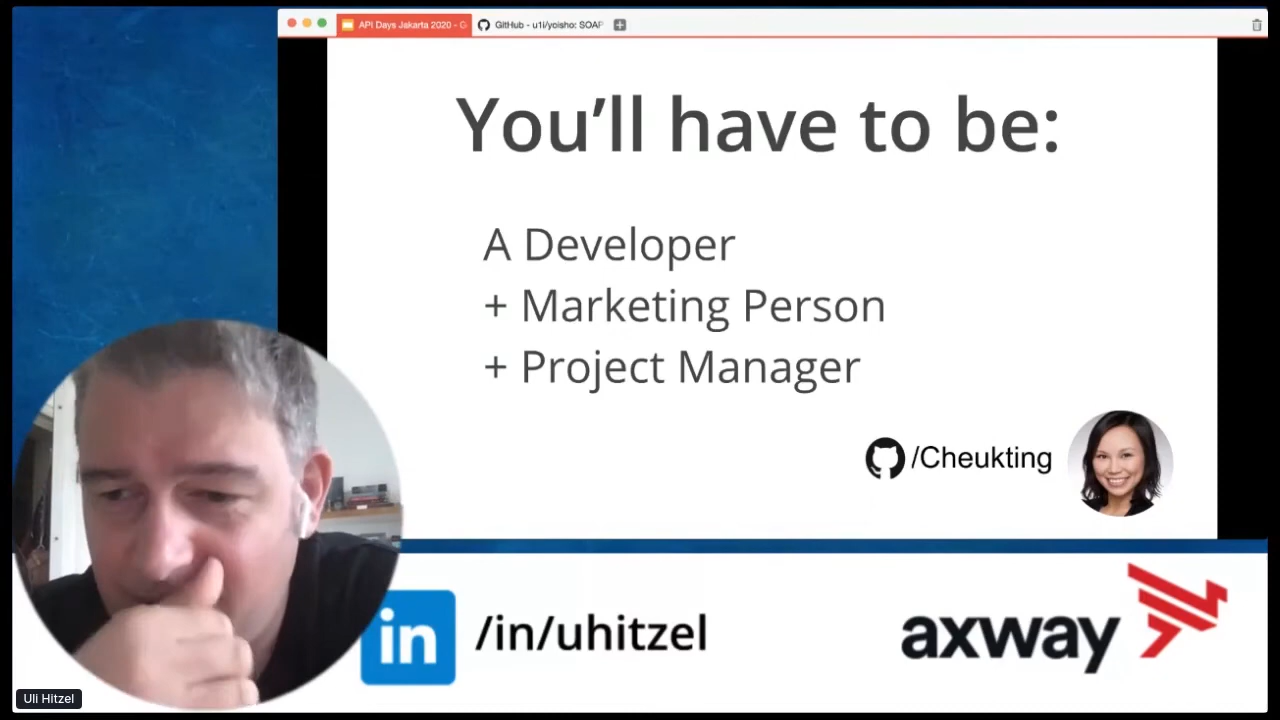 API Days Jakarta 2020 - G
GitHub - u1i/yoisho: SOAP
You'll have to be:
A Developer
+ Marketing Person
+ Project Manager
/Cheukting
in /in/uhitzel
axway
Uli Hitzel